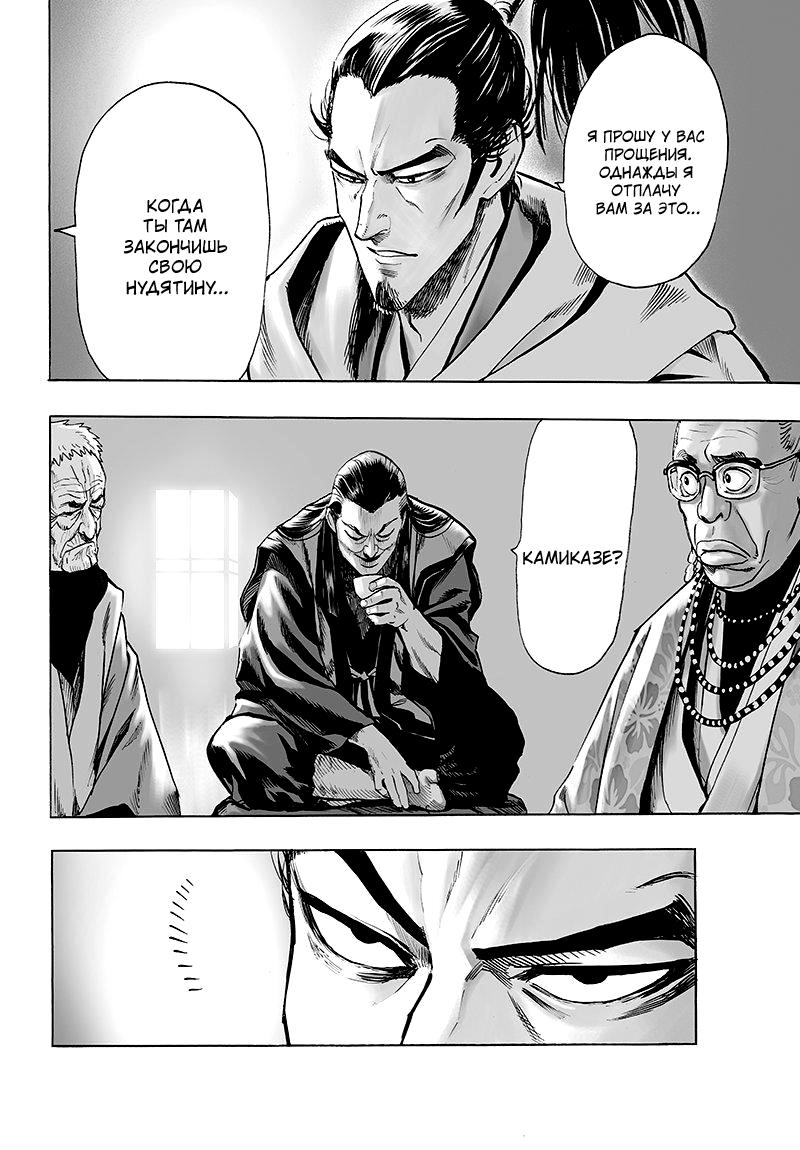 Я ПРОШУ У ВАС
ПРОЩЕНИЯ.
ОДНАЖДЫ Я
ОТПЛАЧУ
ВАМ ЗА ЭТО...
КОГДА
ТЫ ТАМ
ЗАКОНЧИШЬ
СВОЮ
НУДЯТИНУ...
КАМИКАЗЕ?